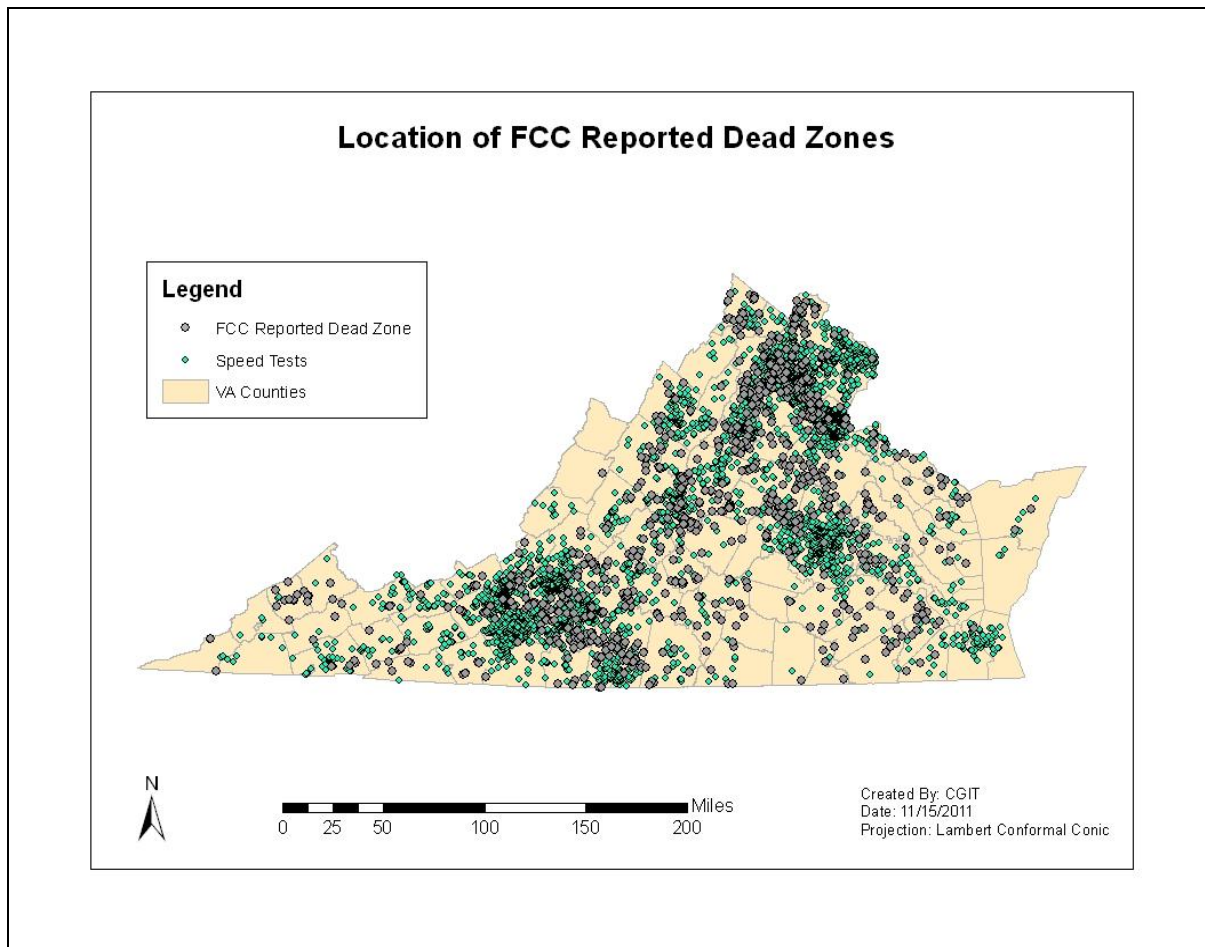 Location of FCC Reported Dead Zones
Legend
FCC Reported Dead Zone
Speed Tests
VA Counties
N
Miles
0 25 50 100 150 200
Created By: CGIT
Date: 11/15/2011
Projection: Lambert Conformal Conic